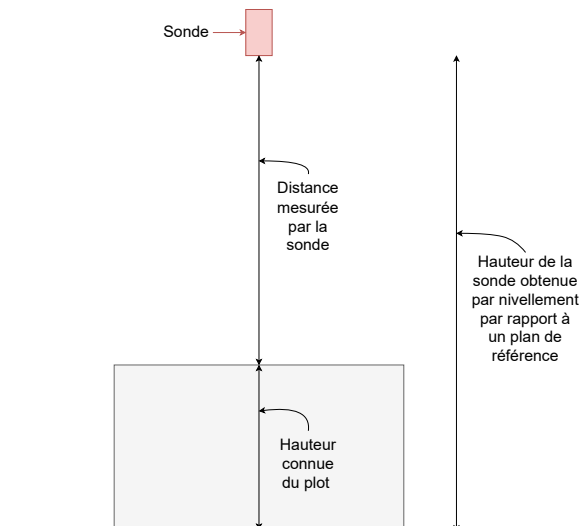 Sonde
Distance
mesurée
par la
sonde
Hauteur de la
sonde obtenue
par nivellement
par rapport à
un plan de
référence
Hauteur
connue
du plot